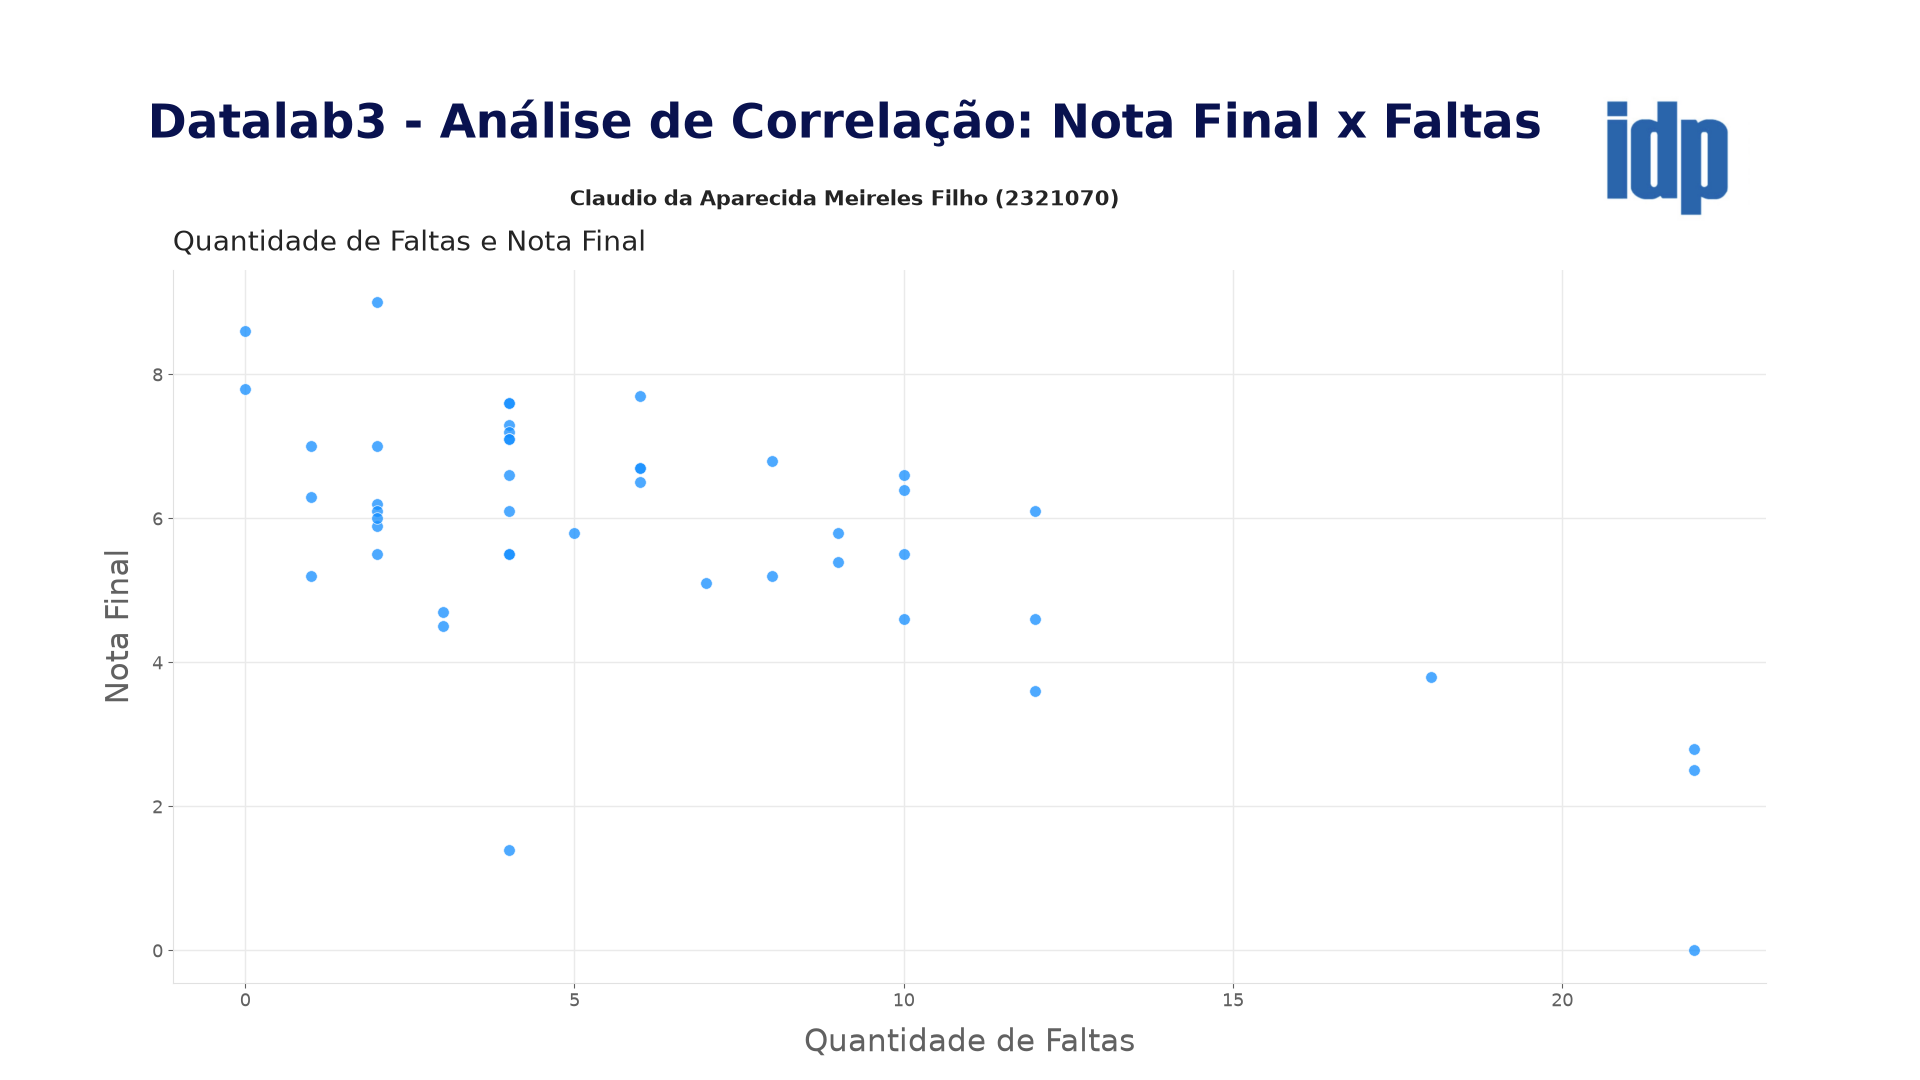 Datalab3 - Análise de Correlação: Nota Final x Faltas
idp
Claudio da Aparecida Meireles Filho (2321070)
Quantidade de Faltas e Nota Final
Nota Final
8
6
4
2
0
0 5 10 15 20
Quantidade de Faltas